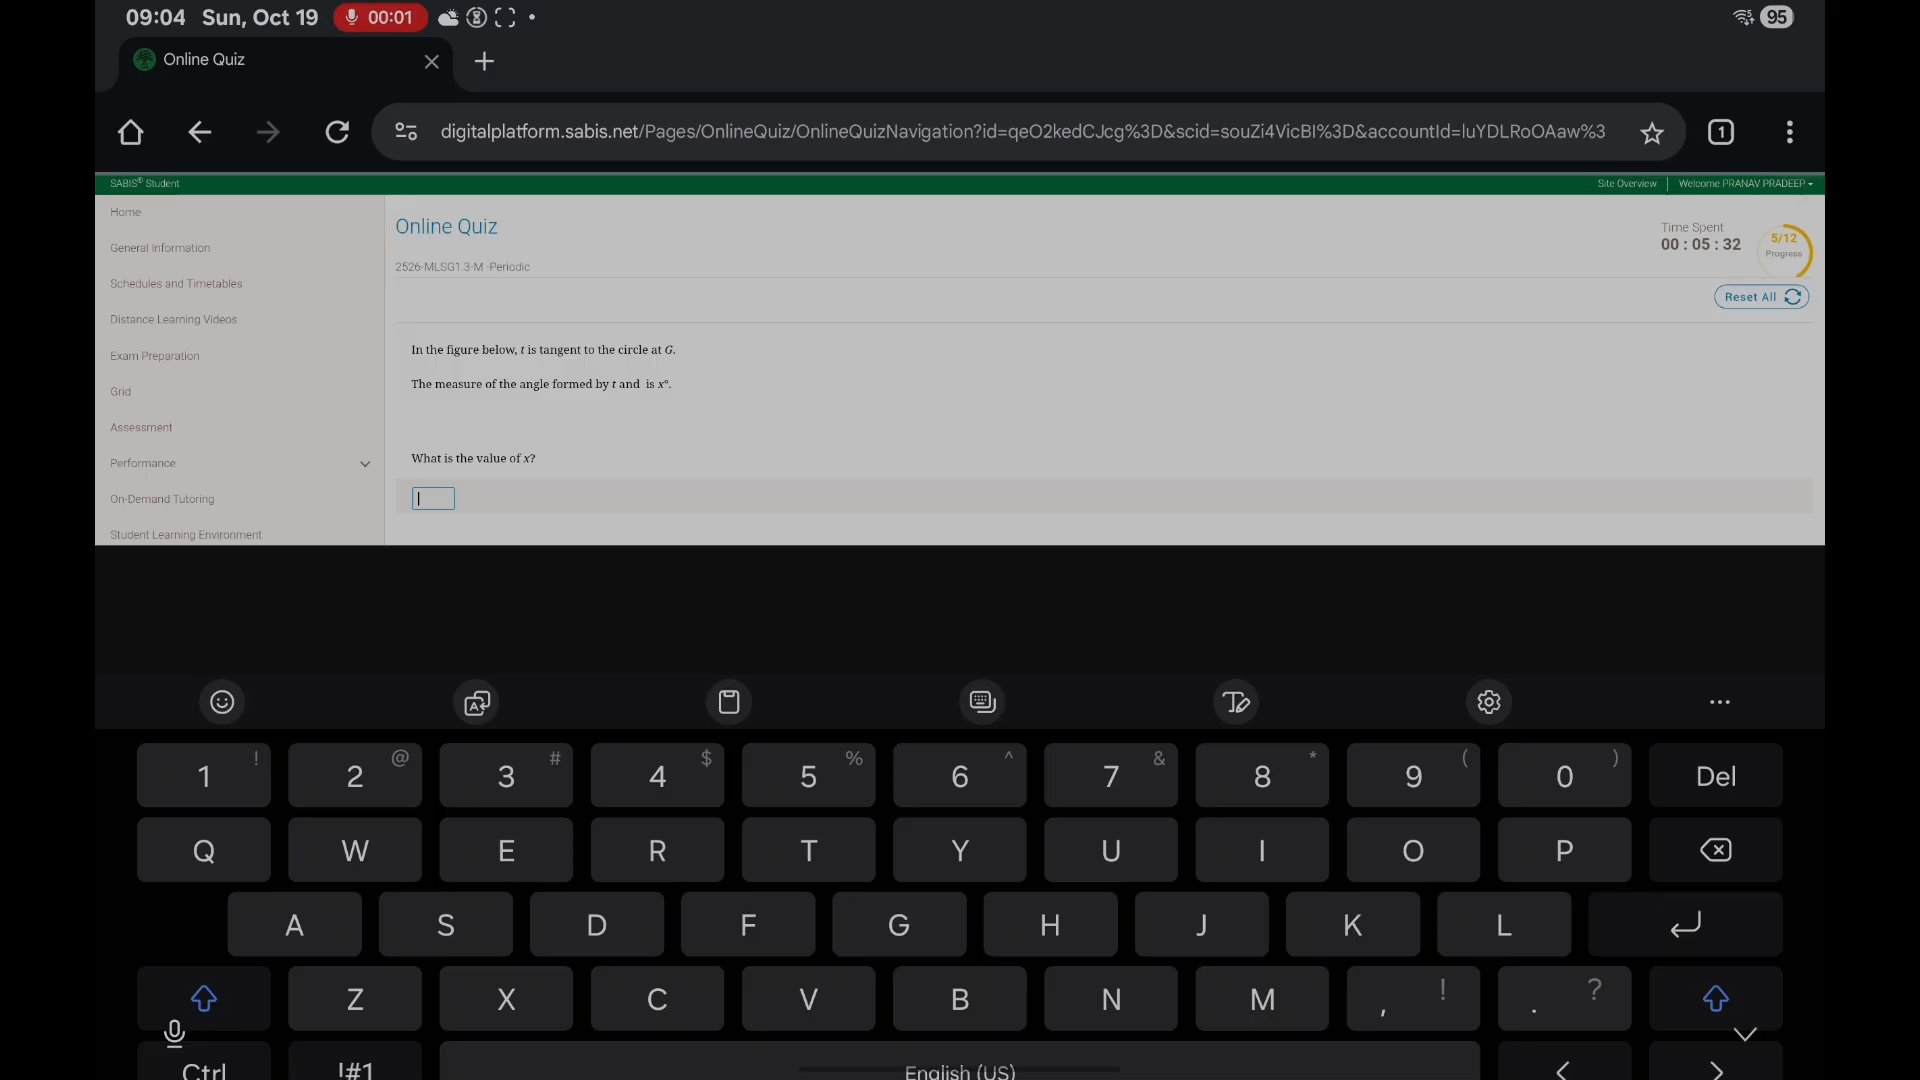 09:04 Sun, Oct 19 00:01 95
Online Quiz
digitalplatform.sabis.net/Pages/OnlineQuiz/OnlineQuizNavigation?id=qeO2kedCJcg%3D&scid=souZi4VicBI%3D&accountId=luYDLRoOAaw%3 1
SABIS® Student Site Overview Welcome PRANAV PRADEEP
Home
General Information
Schedules and Timetables
Distance Learning Videos
Exam Preparation
Grid
Assessment
Performance
On-Demand Tutoring
Student Learning Environment
Online Quiz
Time Spent
00 : 05 : 32
5/12
Progress
2526-MLSG1.3-M -Periodic
Reset All
In the figure below, t is tangent to the circle at G.
The measure of the angle formed by t and is x°.
What is the value of x?
1 ! 2 @ 3 # 4 $ 5 % 6 ^ 7 & 8 * 9 ( 0 ) Del
Q W E R T Y U I O P
A S D F G H J K L
Z X C V B N M , ! . ?
Ctrl !#1 English (US) < >